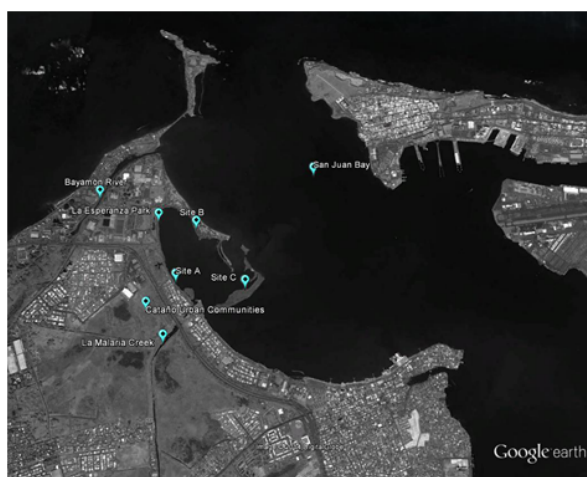 San Juan Bay
Bayamon River
La Esperanza Park
Site B
Site A
Site C
Cataño Urban Communities
La Malaria Creek
Google earth